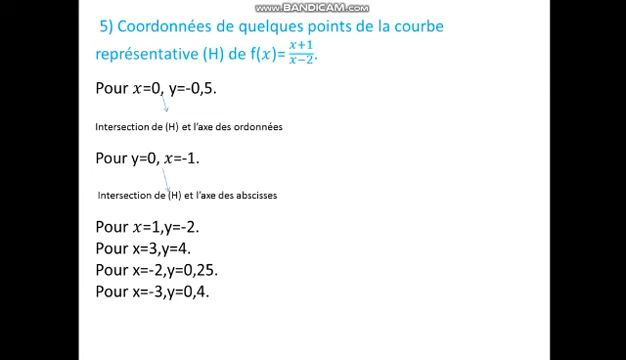 WWW.BANDICAM.COM
5) Coordonnées de quelques points de la courbe
représentative (H) de f(x)= x+1/x−2.
Pour x=0, y=-0,5.
Intersection de (H) et l'axe des ordonnées
Pour y=0, x=-1.
Intersection de (H) et l'axe des abscisses
Pour x=1,y=-2.
Pour x=3,y=4.
Pour x=-2,y=0,25.
Pour x=-3,y=0,4.